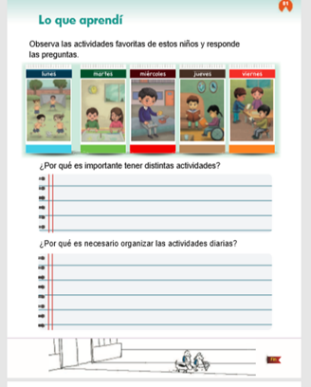 Lo que aprendí
Observa las actividades favoritas de estos niños y responde
las preguntas.
lunes martes miércoles jueves viernes
¿Por qué es importante tener distintas actividades?
¿Por qué es necesario organizar las actividades diarias?